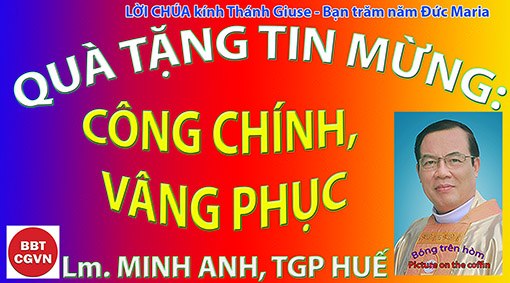 LỜI CHÚA kính Thánh Giuse - Bạn trăm năm Đức Maria
QUÀ TẶNG TIN MỪNG:
CÔNG CHÍNH,
VÂNG PHỤC
Bóng trên hòm
Picture on the coffin
BBT
CGVN
Lm. MINH ANH, TGP HUẾ